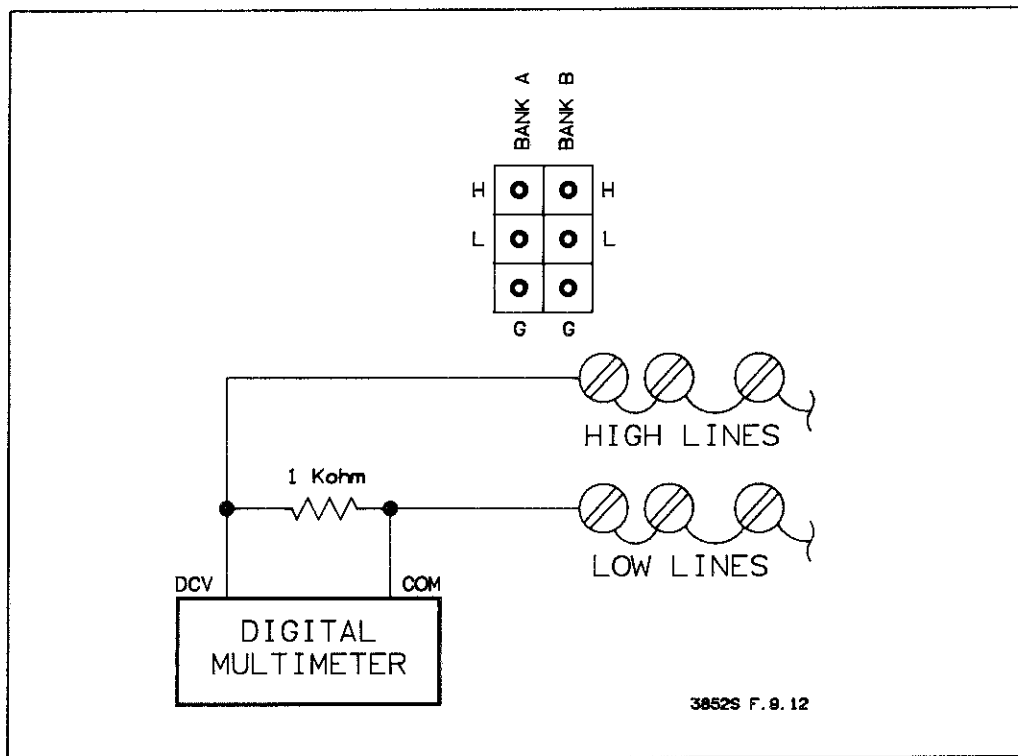 BANK A
BANK B
H H
L L
G G
HIGH LINES
1 Kohm
LOW LINES
DCV COM
DIGITAL
MULTIMETER
3852S F.9.12